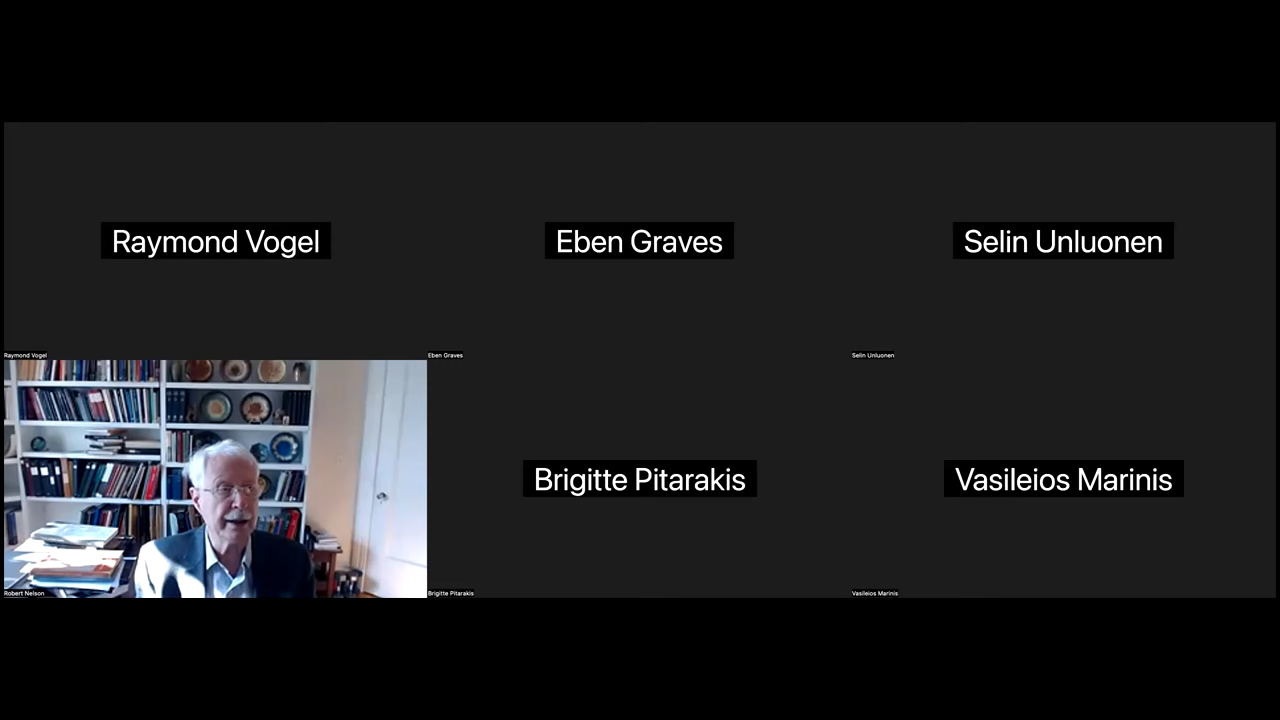 Raymond Vogel
Eben Graves
Selin Unluonen
Raymond Vogel
Eben Graves
Selin Unluonen
Brigitte Pitarakis
Vasileios Marinis
Robert Nelson
Brigitte Pitarakis
Vasileios Marinis